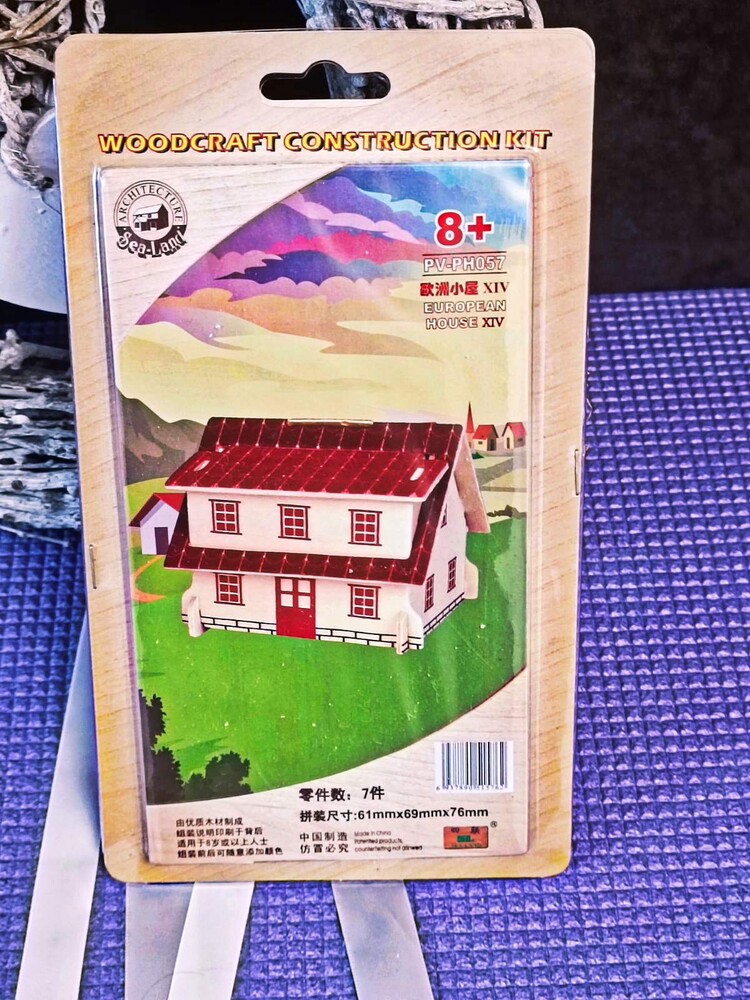 WOODCRAFT CONSTRUCTION KIT
ARCHITECTURE
Sea-Land
8+
PV-PH057
歐洲小屋 XIV
EUROPEAN
HOUSE XIV
零件数：7件
拼装尺寸:61mmx69mmx76mm
由优质木材制成
组装说明印刷于背后
适用于8岁或以上人士
组装前后可随意添加颜色
中国制造
仿冒必究
Made in China
Patented products,
counterfeiting not allowed
®